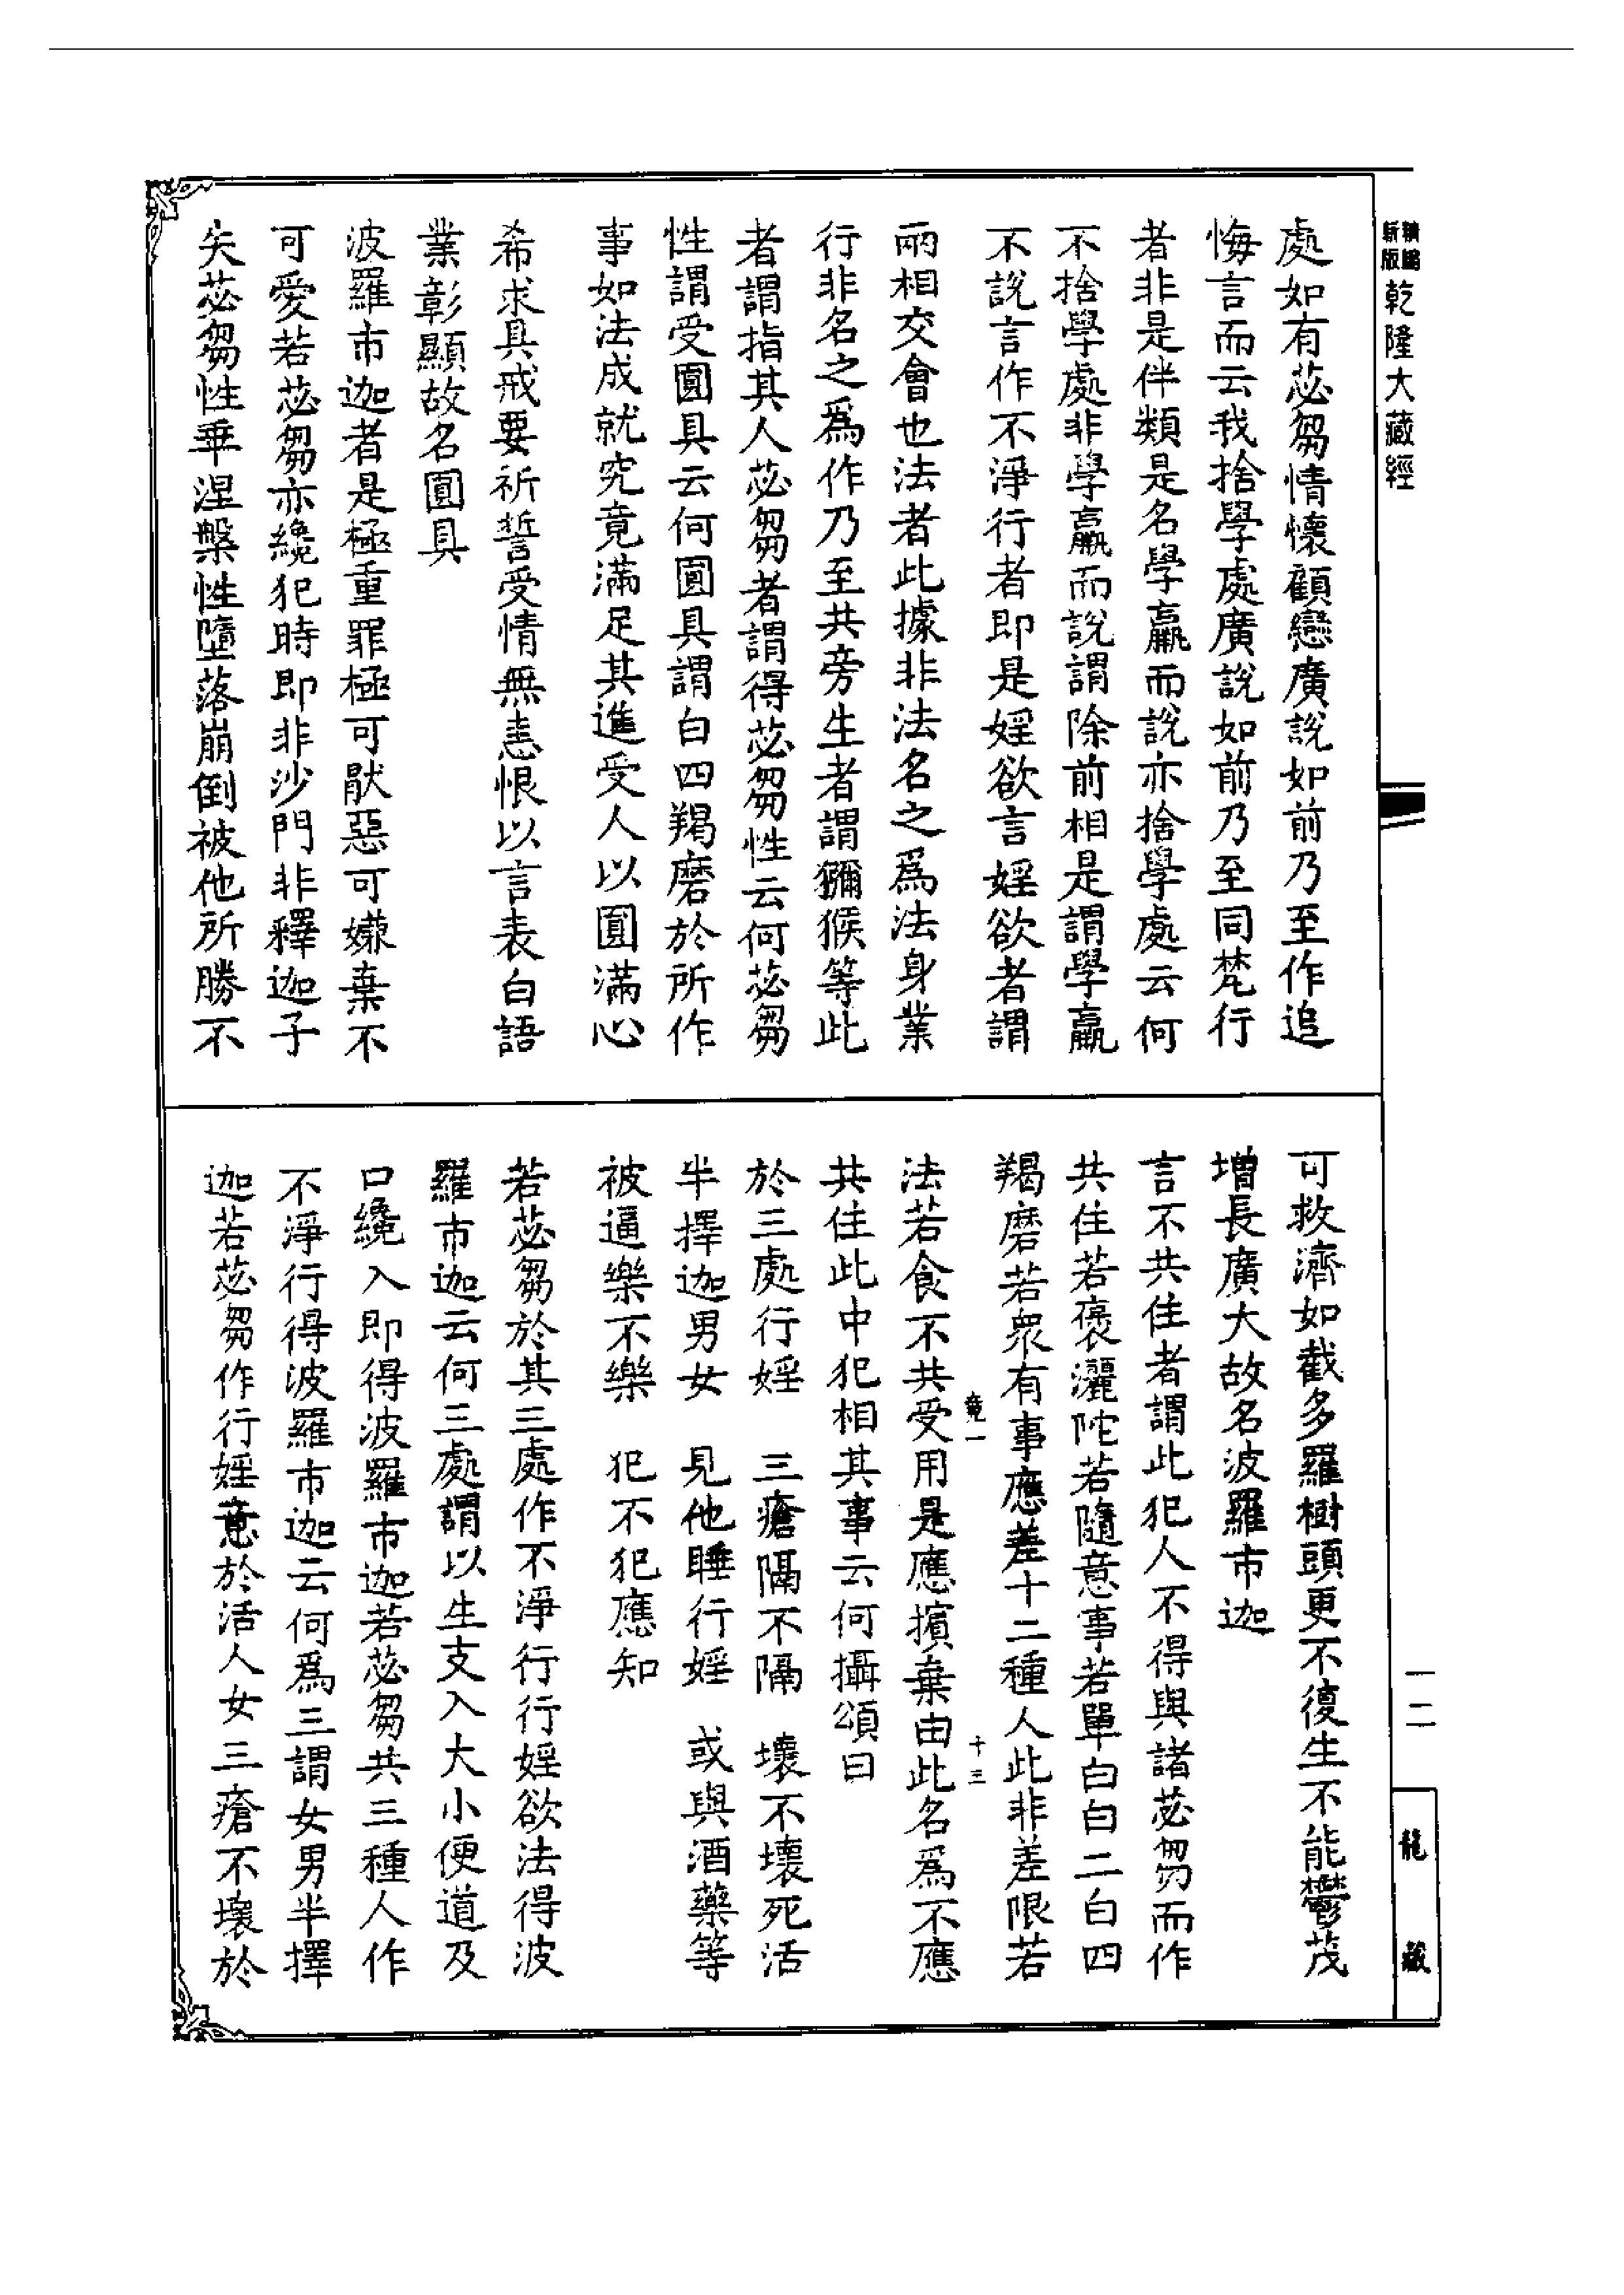 精鵬
新版
乾隆大藏經
處如有苾芻情懷顧戀廣說如前乃至作追
悔言而云我捨學處廣說如前乃至同梵行
者非是伴類是名學羸而說亦捨學處云何
不捨學處非學羸而說謂除前相是謂學羸
不說言作不淨行者即是婬欲言婬欲者謂
兩相交會也法者此據非法名之爲法身業
行非名之爲作乃至共旁生者謂獼猴等此
者謂指其人苾芻者謂得苾芻性云何苾芻
性謂受圓具云何圓具謂白四羯磨於所作
事如法成就究竟滿足其進受人以圓滿心
希求具戒要祈誓受情無恚恨以言表白語
業彰顯故名圓具
波羅市迦者是極重罪極可猒惡可嫌棄不
可愛若苾芻亦纔犯時即非沙門非釋迦子
失苾芻性乖涅槃性墮落崩倒被他所勝不
可救濟如截多羅樹頭更不復生不能鬱茂
增長廣大故名波羅市迦
言不共住者謂此犯人不得與諸苾芻而作
共住若褒灑陀若隨意事若單白白二白四
羯磨若衆有事應差十二種人此非差限若
法若食不共受用是應擯棄由此名爲不應
共住此中犯相其事云何攝頌曰
於三處行婬　三瘡隔不隔　壞不壞死活
半擇迦男女　見他睡行婬　或與酒藥等
被逼樂不樂　犯不犯應知
若苾芻於其三處作不淨行行婬欲法得波
羅市迦云何三處謂以生支入大小便道及
口纔入即得波羅市迦若苾芻共三種人作
不淨行得波羅市迦云何爲三謂女男半擇
迦若苾芻作行婬意於活人女三瘡不壞於
一二
龍藏
十三